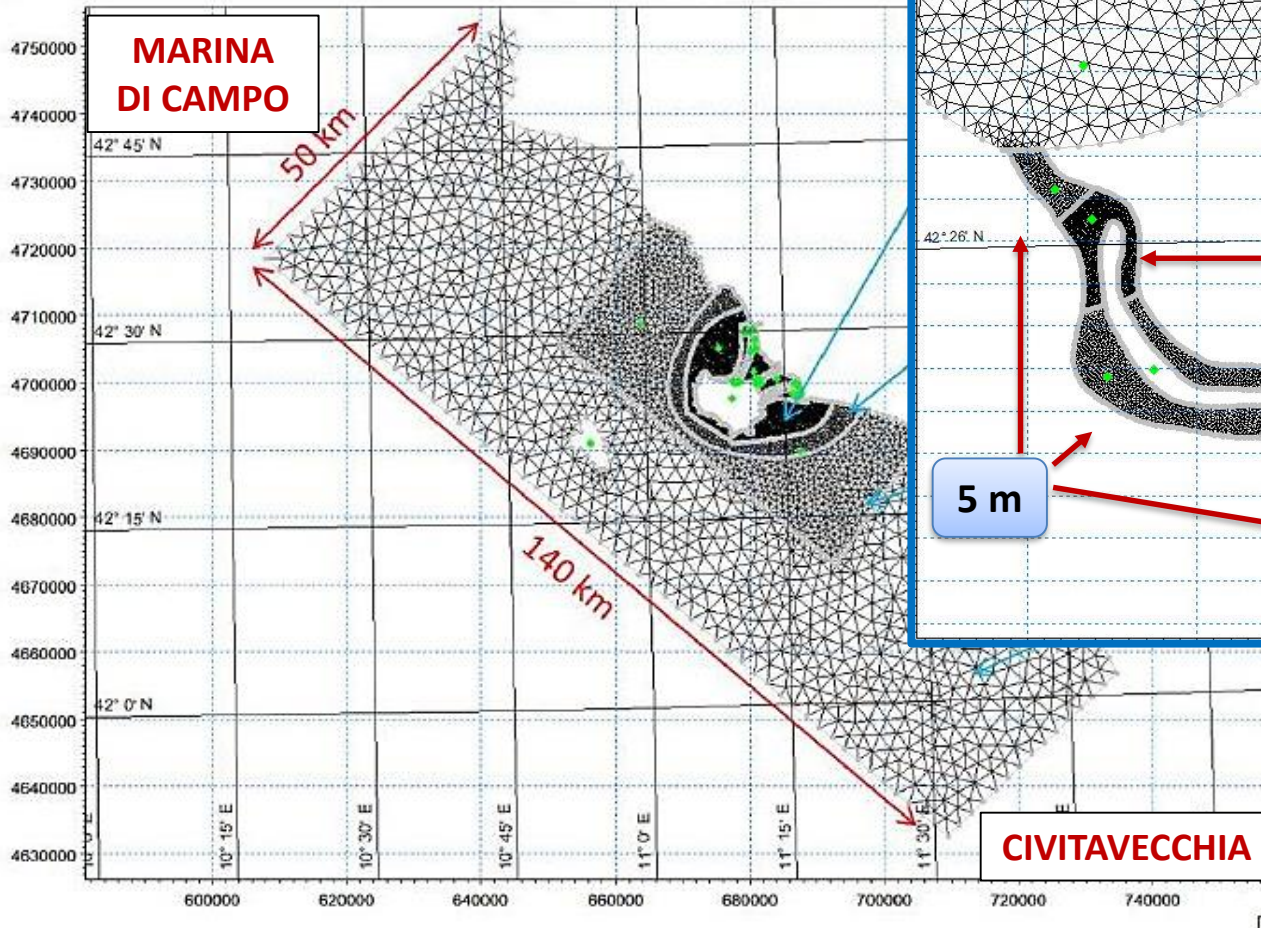 MARINA
DI CAMPO
50 km
140 km
CIVITAVECCHIA
5 m
42° 26' N
4750000
4740000
4730000
4720000
4710000
4700000
4690000
4680000
4670000
4660000
4650000
4640000
4630000
42° 45' N
42° 30' N
42° 15' N
42° 0' N
10° 15' E
10° 30' E
10° 45' E
11° 0' E
11° 15' E
11° 30' E
600000
620000
640000
660000
680000
700000
720000
740000